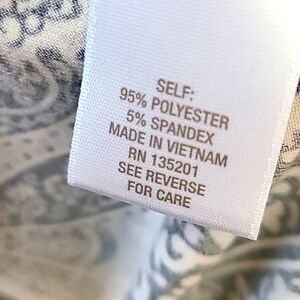 SELF:
95% POLYESTER
5% SPANDEX
MADE IN VIETNAM
RN 135201
SEE REVERSE
FOR CARE